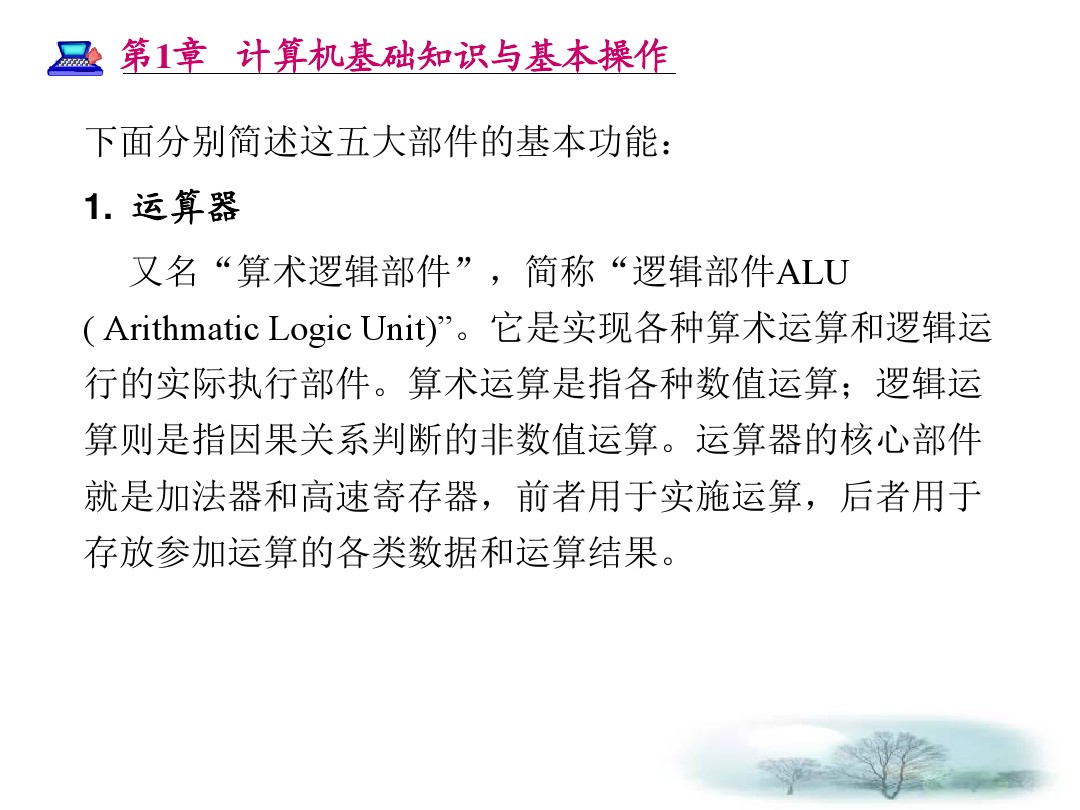 第1章 计算机基础知识与基本操作
下面分别简述这五大部件的基本功能：
1. 运算器
又名“算术逻辑部件”，简称“逻辑部件ALU
( Arithmatic Logic Unit)”。它是实现各种算术运算和逻辑运
行的实际执行部件。算术运算是指各种数值运算；逻辑运
算则是指因果关系判断的非数值运算。运算器的核心部件
就是加法器和高速寄存器，前者用于实施运算，后者用于
存放参加运算的各类数据和运算结果。